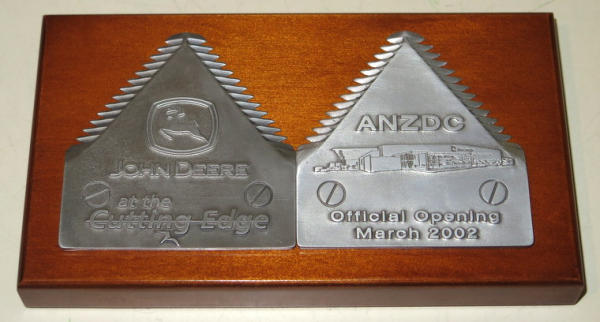 JOHN DEERE
at the
Cutting Edge
ANZDC
Official Opening
March 2002